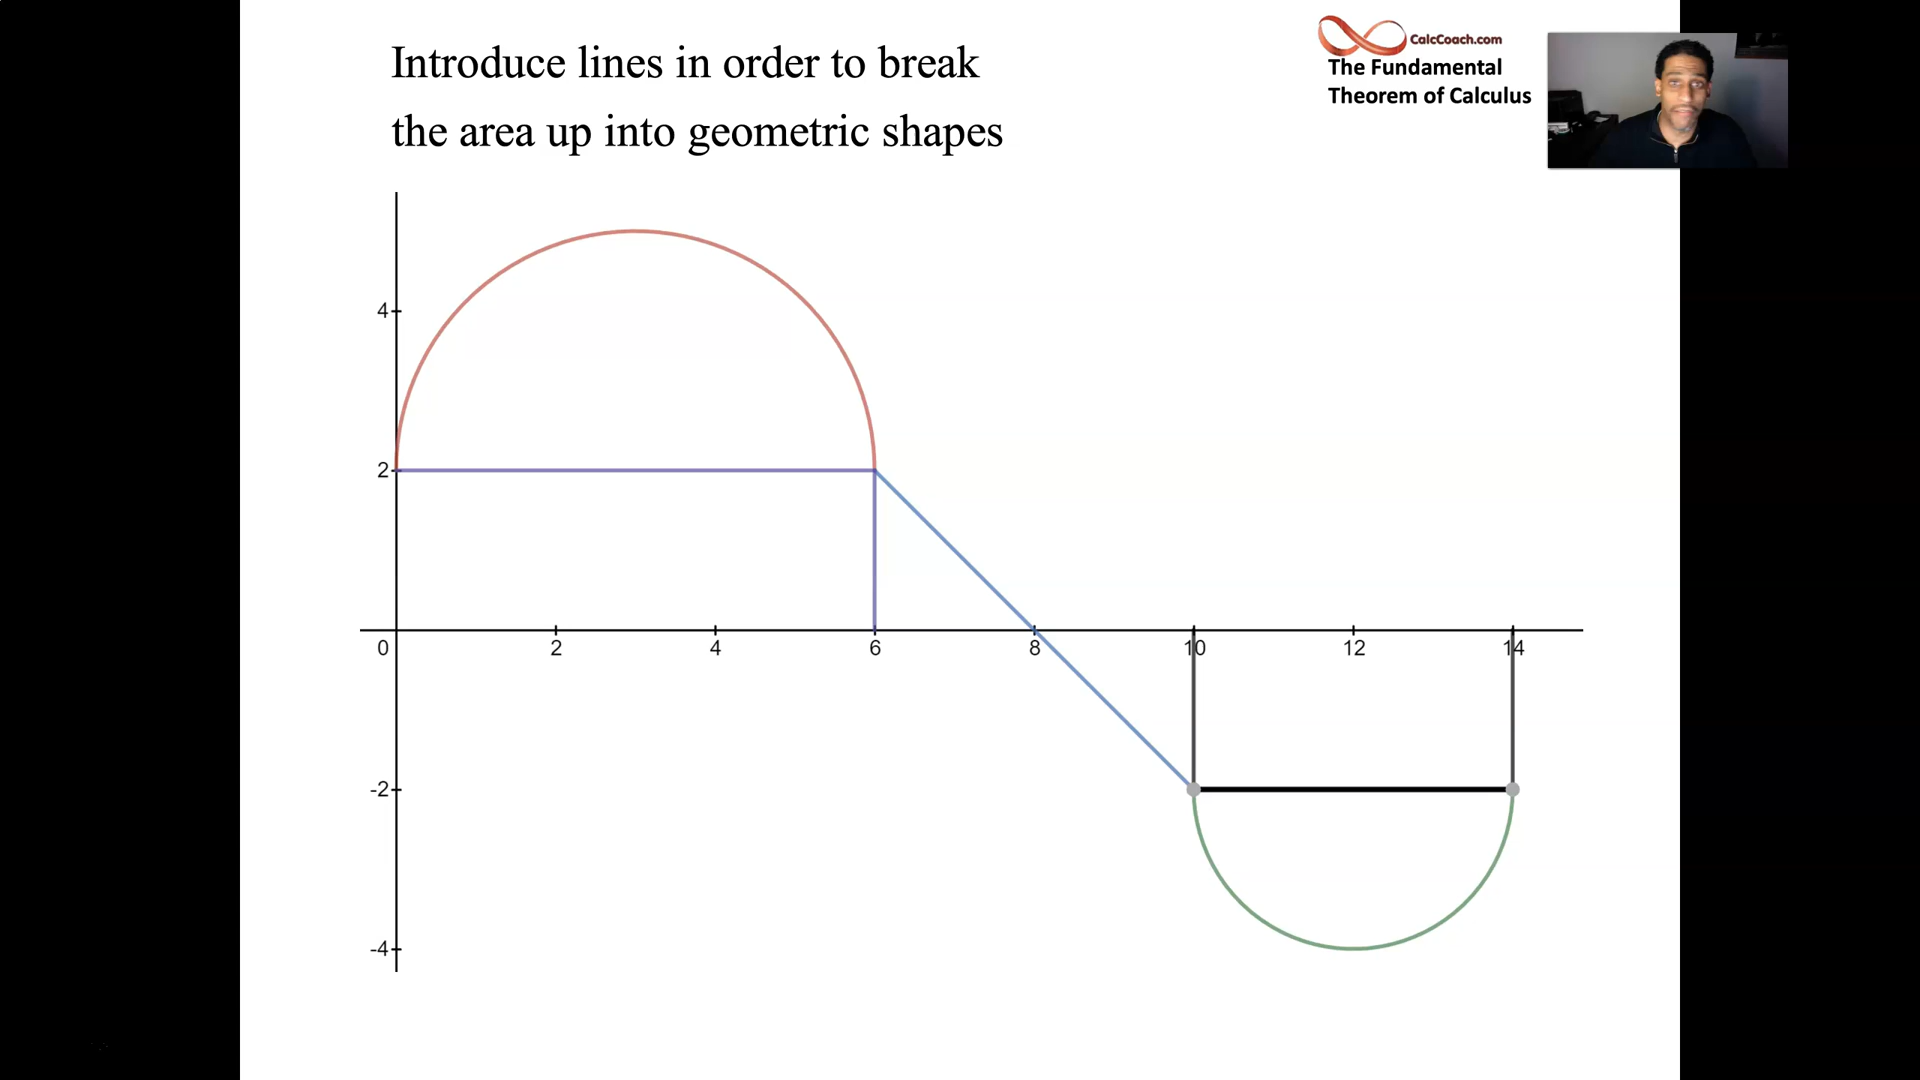 Introduce lines in order to break
the area up into geometric shapes
CalcCoach.com
The Fundamental
Theorem of Calculus
4
2
0 2 4 6 8 10 12 14
-2
-4